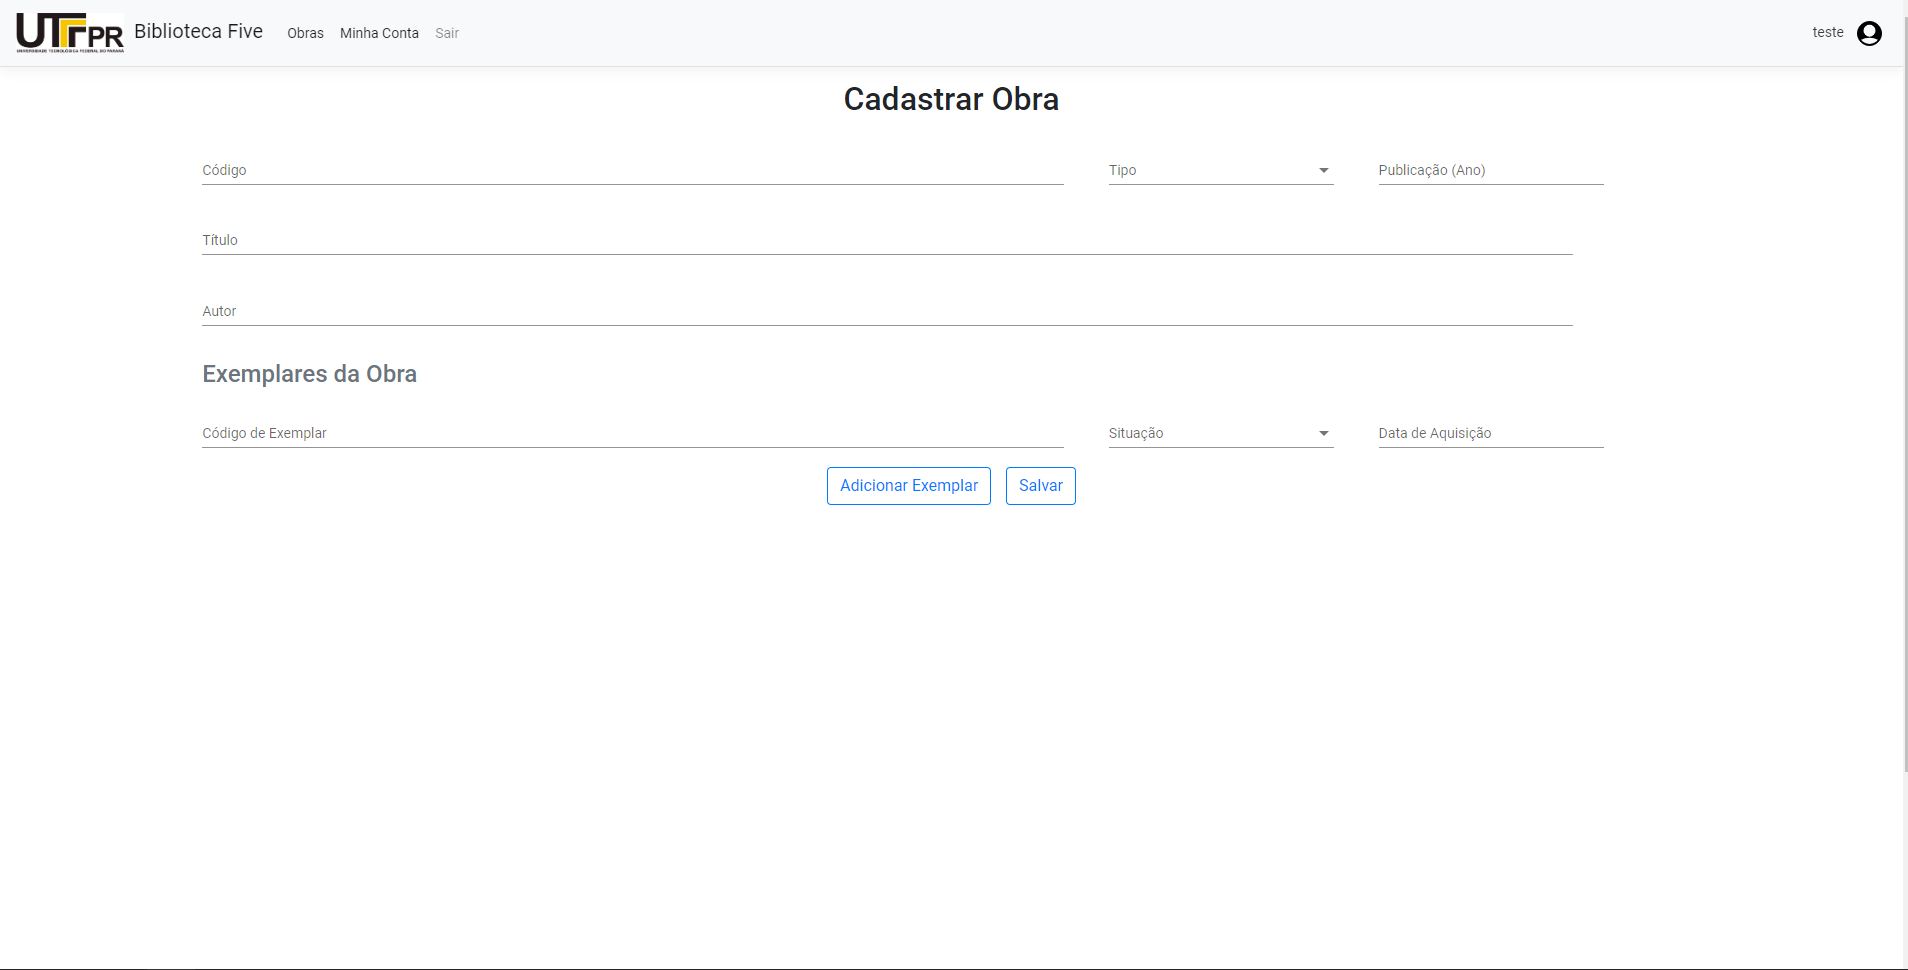 UTFPR Biblioteca Five Obras Minha Conta Sair teste
UNIVERSIDADE TECNOLÓGICA FEDERAL DO PARANÁ
Cadastrar Obra
Código Tipo Publicação (Ano)
Título
Autor
Exemplares da Obra
Código de Exemplar Situação Data de Aquisição
Adicionar Exemplar Salvar